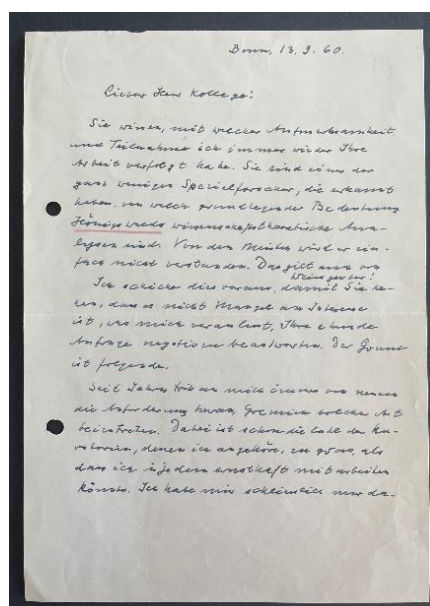 Bonn, 13.9.60.
Lieber Herr Kollege!
Sie wissen, mit welcher Aufmerksamkeit
und Teilnahme ich immer wieder Ihre
Arbeit verfolgt habe. Sie sind einer der
ganz wenigen Spezialforscher, die erkannt
haben, von welch grundlegender Bedeutung
Königswalds wissenschaftstheoretische Ana-
lysen sind. Von den Meisten wird er ein-
fach nicht verstanden. Das gilt auch von
Weingartner!
Ich schicke dies voraus, damit Sie se-
hen, dass es nicht Mangel an Interesse
ist, was mich veranlasst, Ihre ehrende
Anfrage negativ zu beantworten. Der Grund
ist folgender.
Seit Jahren tritt an mich immer von neuem
die Anforderung heran, Gremien solcher Art
beizutreten. Dabei ist schon die Zahl der Ku-
ratorien, denen ich angehöre, zu gross, als
dass ich in jedem ernsthaft mitarbeiten
könnte. Ich habe mir schließlich nur da-